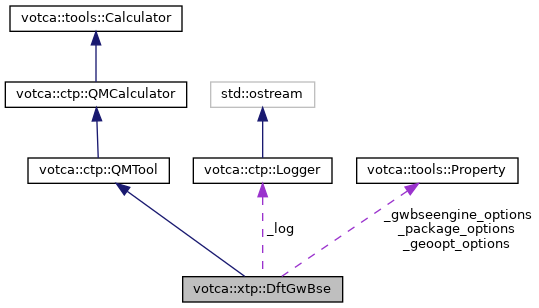 votca::tools::Calculator
votca::ctp::QMCalculator
std::ostream
votca::ctp::QMTool
votca::ctp::Logger
votca::tools::Property
_log
_gwbseengine_options
_package_options
_geoopt_options
votca::xtp::DftGwBse